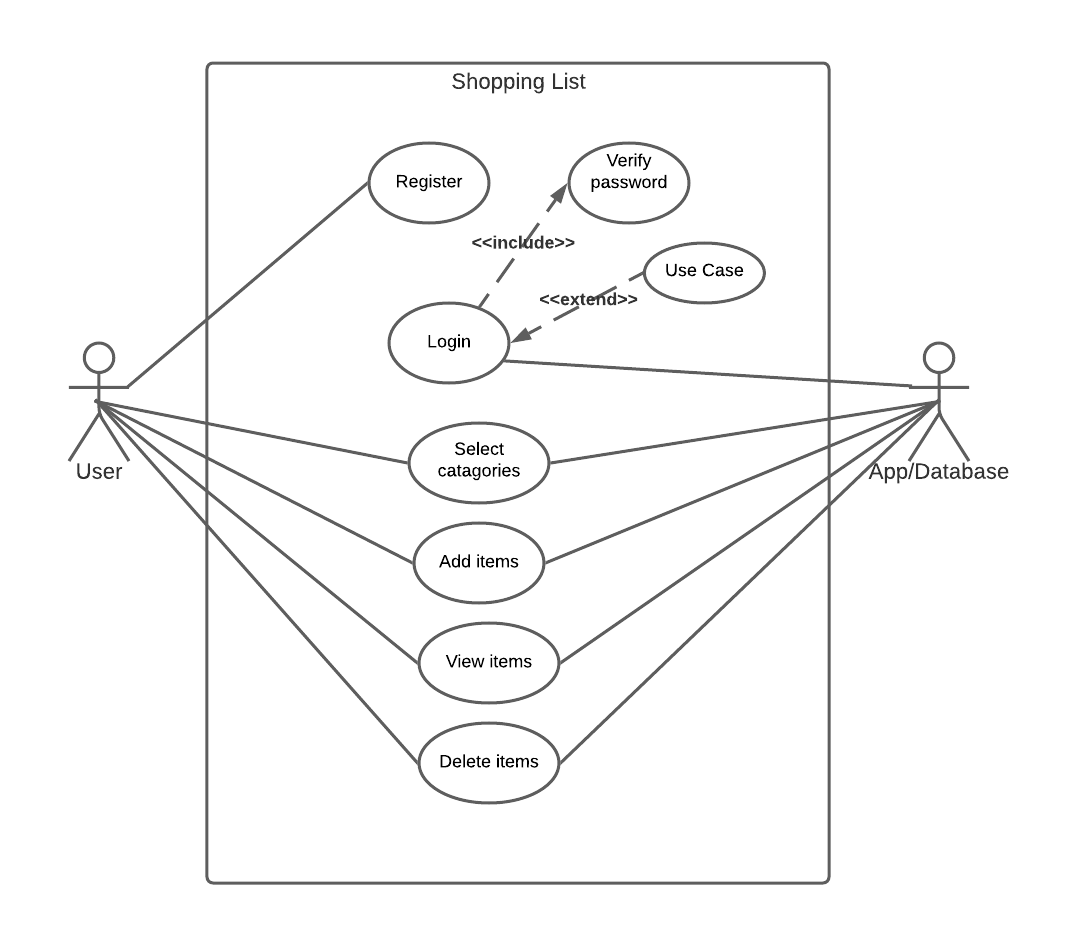 Shopping List
Register
Verify
password
<<include>>
Use Case
<<extend>>
Login
User
App/Database
Select
catagories
Add items
View items
Delete items